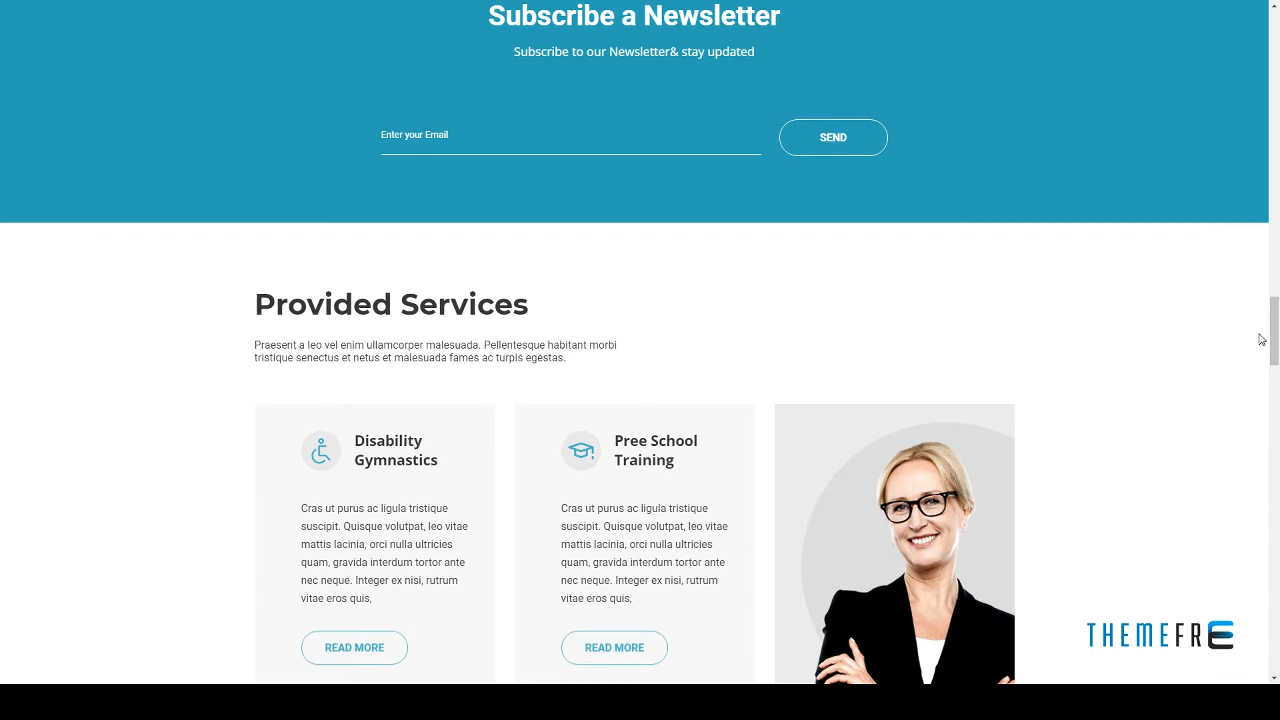 Subscribe a Newsletter
Subscribe to our Newsletter& stay updated
Enter your Email
SEND
Provided Services
Praesent a leo vel enim ullamcorper malesuada. Pellentesque habitant morbi
tristique senectus et netus et malesuada fames ac turpis egestas.
Disability
Gymnastics
Cras ut purus ac ligula tristique
suscipit. Quisque volutpat, leo vitae
mattis lacinia, orci nulla ultricies
quam, gravida interdum tortor ante
nec neque. Integer ex nisi, rutrum
vitae eros quis,
READ MORE
Pree School
Training
Cras ut purus ac ligula tristique
suscipit. Quisque volutpat, leo vitae
mattis lacinia, orci nulla ultricies
quam, gravida interdum tortor ante
nec neque. Integer ex nisi, rutrum
vitae eros quis,
READ MORE
THEMEFRE